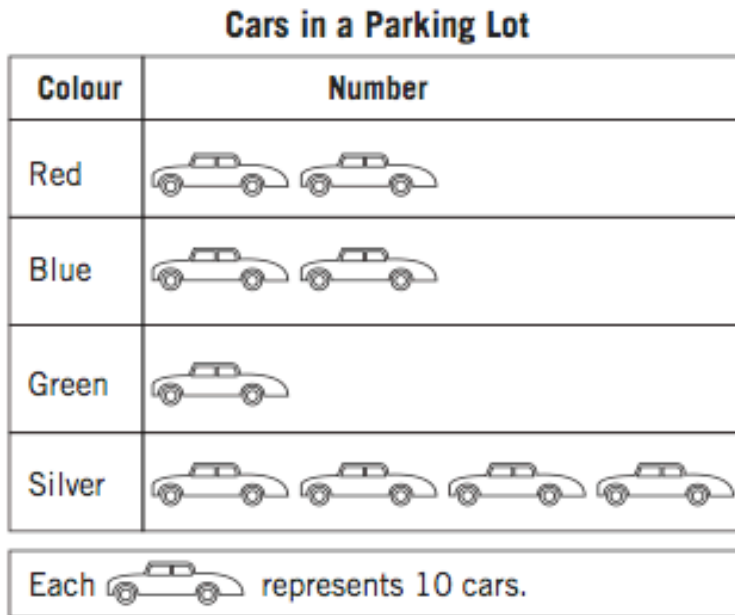 Cars in a Parking Lot
Colour Number
Red
Blue
Green
Silver
Each represents 10 cars.